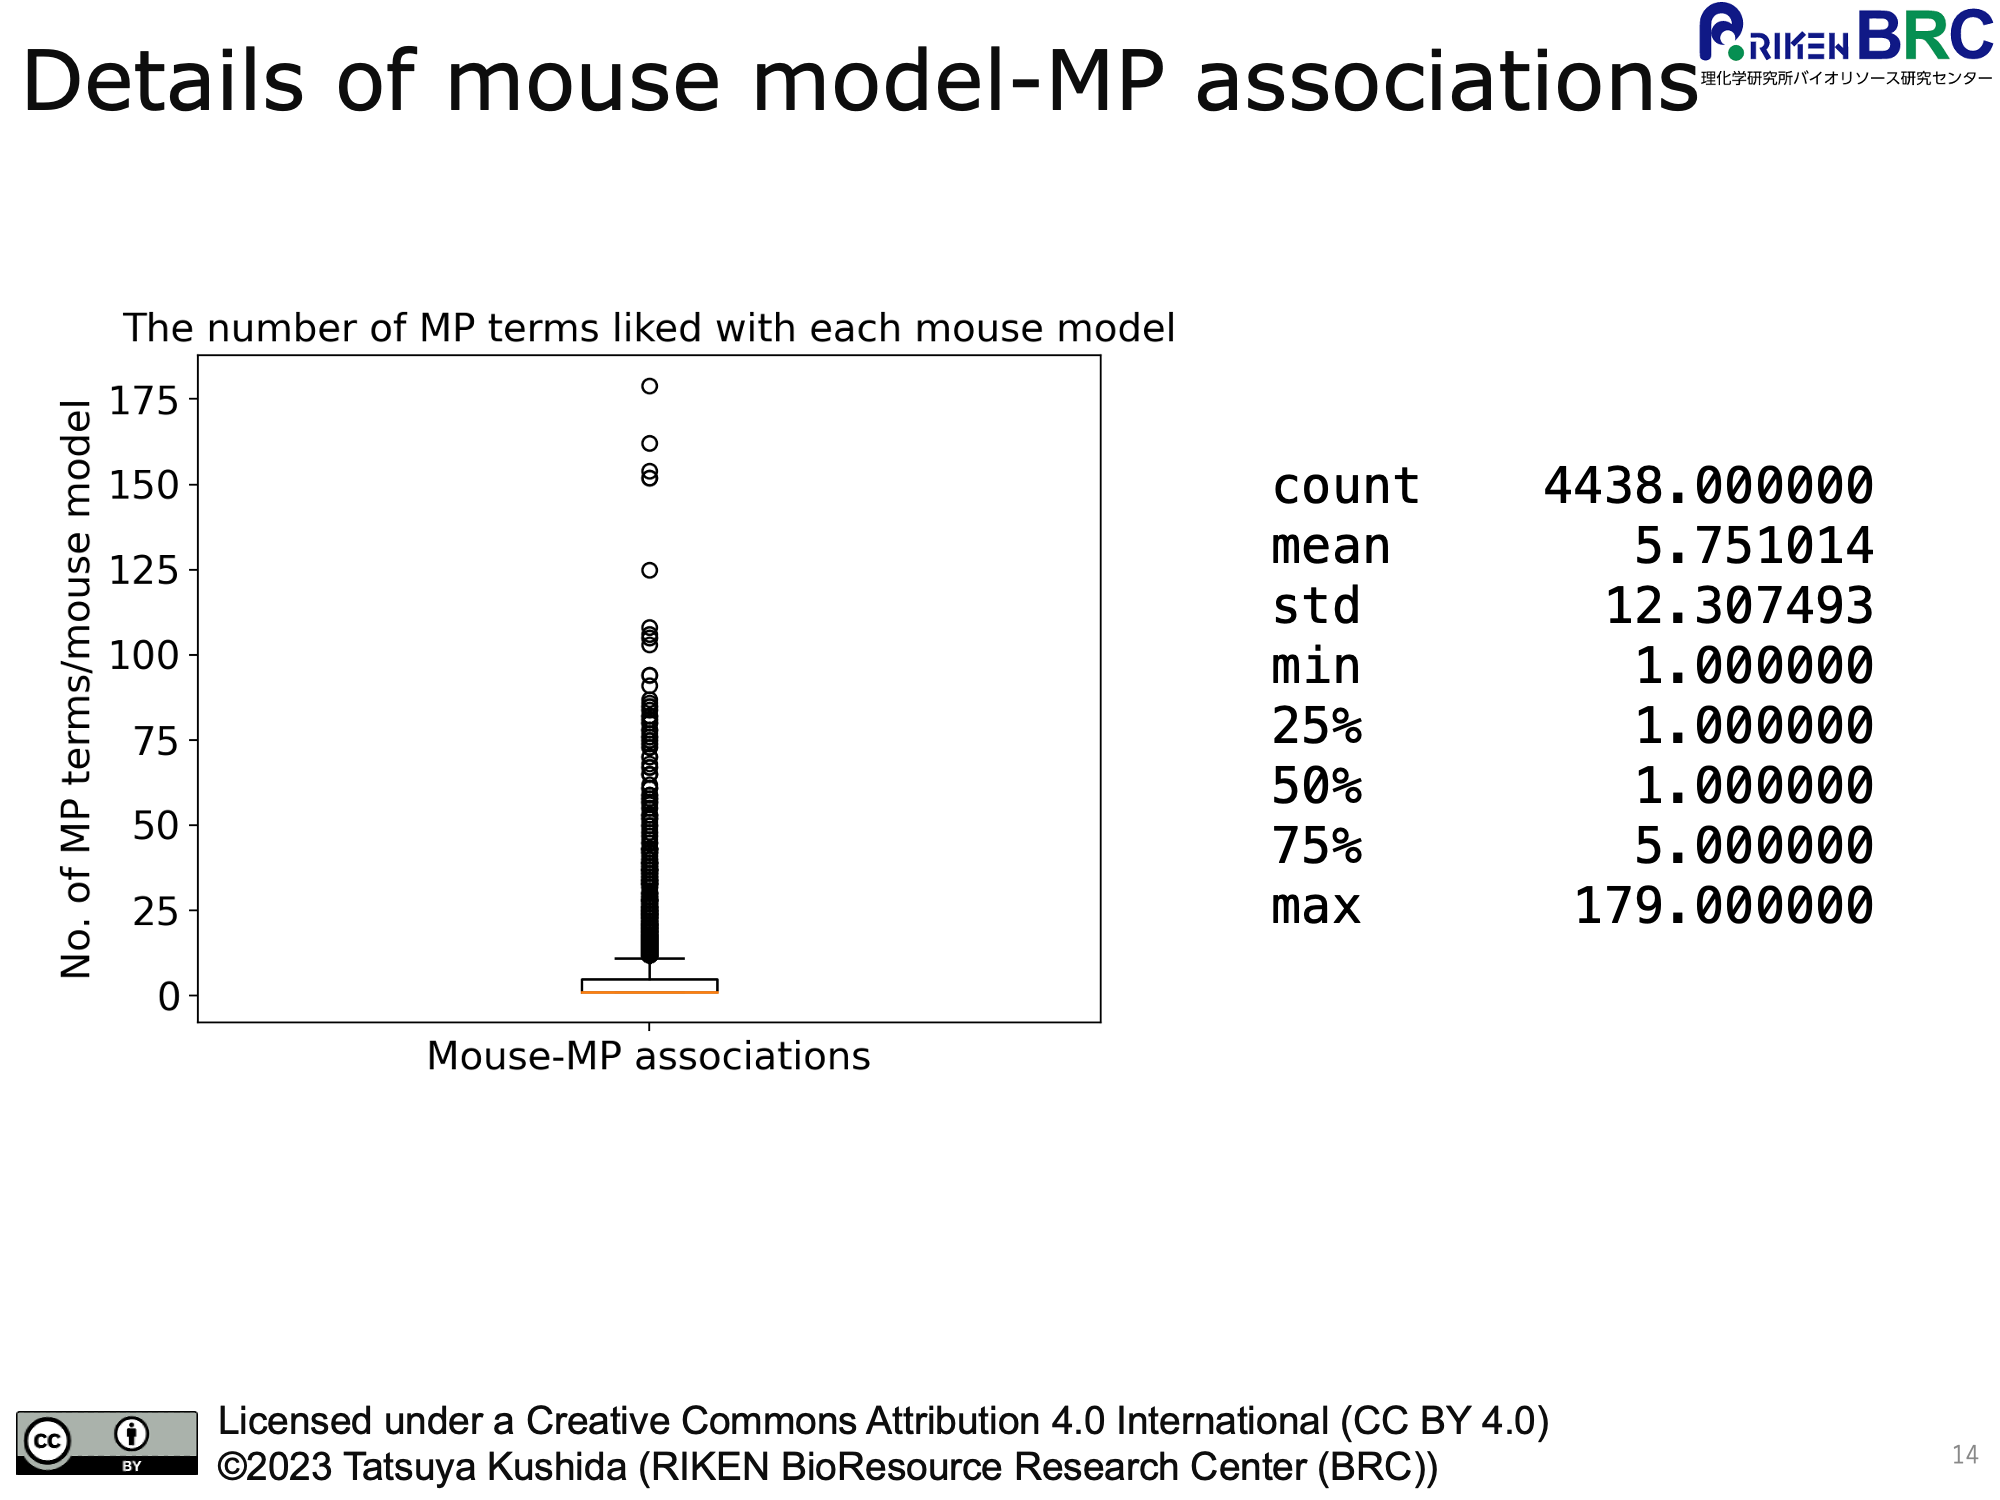 Details of mouse model-MP associations
RIKEN BRC
理化学研究所バイオリソース研究センター
The number of MP terms liked with each mouse model
No. of MP terms/mouse model
175
150
125
100
75
50
25
0
Mouse-MP associations
count 4438.000000
mean 5.751014
std 12.307493
min 1.000000
25% 1.000000
50% 1.000000
75% 5.000000
max 179.000000
cc
BY
Licensed under a Creative Commons Attribution 4.0 International (CC BY 4.0)
©2023 Tatsuya Kushida (RIKEN BioResource Research Center (BRC))
14